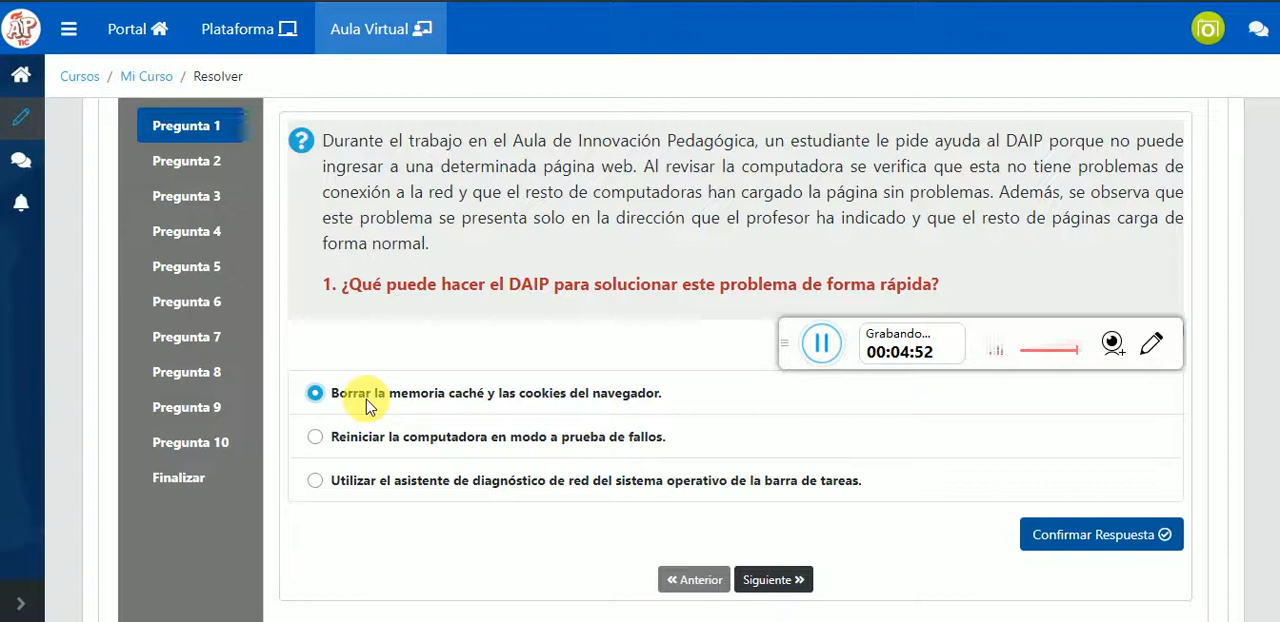 AP
TIC
Portal
Plataforma
Aula Virtual
Cursos / Mi Curso / Resolver
Pregunta 1
Pregunta 2
Pregunta 3
Pregunta 4
Pregunta 5
Pregunta 6
Pregunta 7
Pregunta 8
Pregunta 9
Pregunta 10
Finalizar
Durante el trabajo en el Aula de Innovación Pedagógica, un estudiante le pide ayuda al DAIP porque no puede
ingresar a una determinada página web. Al revisar la computadora se verifica que esta no tiene problemas de
conexión a la red y que el resto de computadoras han cargado la página sin problemas. Además, se observa que
este problema se presenta solo en la dirección que el profesor ha indicado y que el resto de páginas carga de
forma normal.
1. ¿Qué puede hacer el DAIP para solucionar este problema de forma rápida?
Grabando...
00:04:52
Borrar la memoria caché y las cookies del navegador.
Reiniciar la computadora en modo a prueba de fallos.
Utilizar el asistente de diagnóstico de red del sistema operativo de la barra de tareas.
Confirmar Respuesta
Anterior
Siguiente